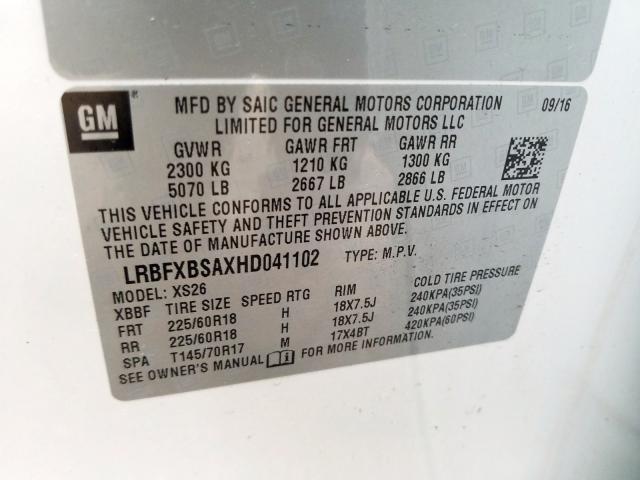 GM
MFD BY SAIC GENERAL MOTORS CORPORATION 09/16
LIMITED FOR GENERAL MOTORS LLC
GVWR GAWR FRT GAWR RR
2300 KG 1210 KG 1300 KG
5070 LB 2667 LB 2866 LB
THIS VEHICLE CONFORMS TO ALL APPLICABLE U.S. FEDERAL MOTOR
VEHICLE SAFETY AND THEFT PREVENTION STANDARDS IN EFFECT ON
THE DATE OF MANUFACTURE SHOWN ABOVE.
LRBFXBSAXHD041102 TYPE: M.P.V.
MODEL: XS26
XBBF TIRE SIZE SPEED RTG RIM COLD TIRE PRESSURE
FRT 225/60R18 H 18X7.5J 240KPA(35PSI)
RR 225/60R18 H 18X7.5J 240KPA(35PSI)
SPA T145/70R17 M 17X4BT 420KPA(60PSI)
SEE OWNER'S MANUAL FOR MORE INFORMATION.